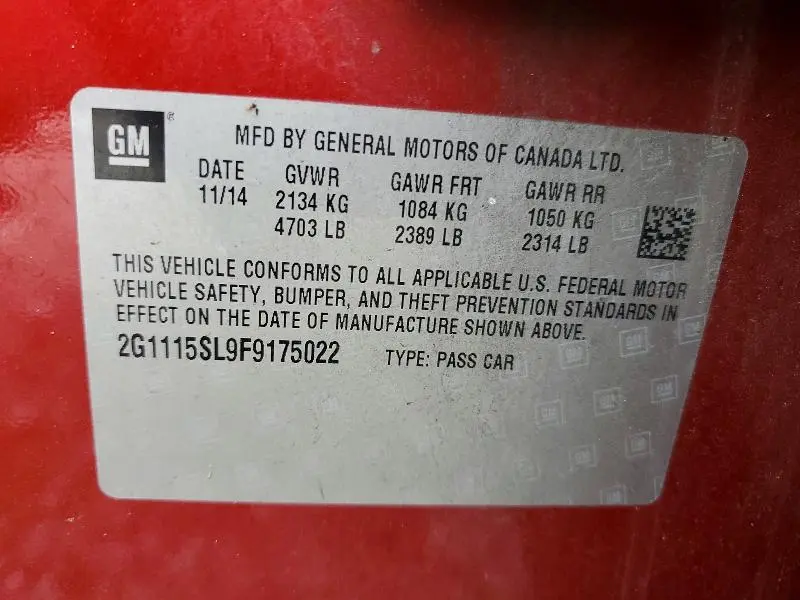 GM®
MFD BY GENERAL MOTORS OF CANADA LTD.
DATE GVWR GAWR FRT GAWR RR
11/14 2134 KG 1084 KG 1050 KG
4703 LB 2389 LB 2314 LB
THIS VEHICLE CONFORMS TO ALL APPLICABLE U.S. FEDERAL MOTOR
VEHICLE SAFETY, BUMPER, AND THEFT PREVENTION STANDARDS IN
EFFECT ON THE DATE OF MANUFACTURE SHOWN ABOVE.
2G1115SL9F9175022 TYPE: PASS CAR